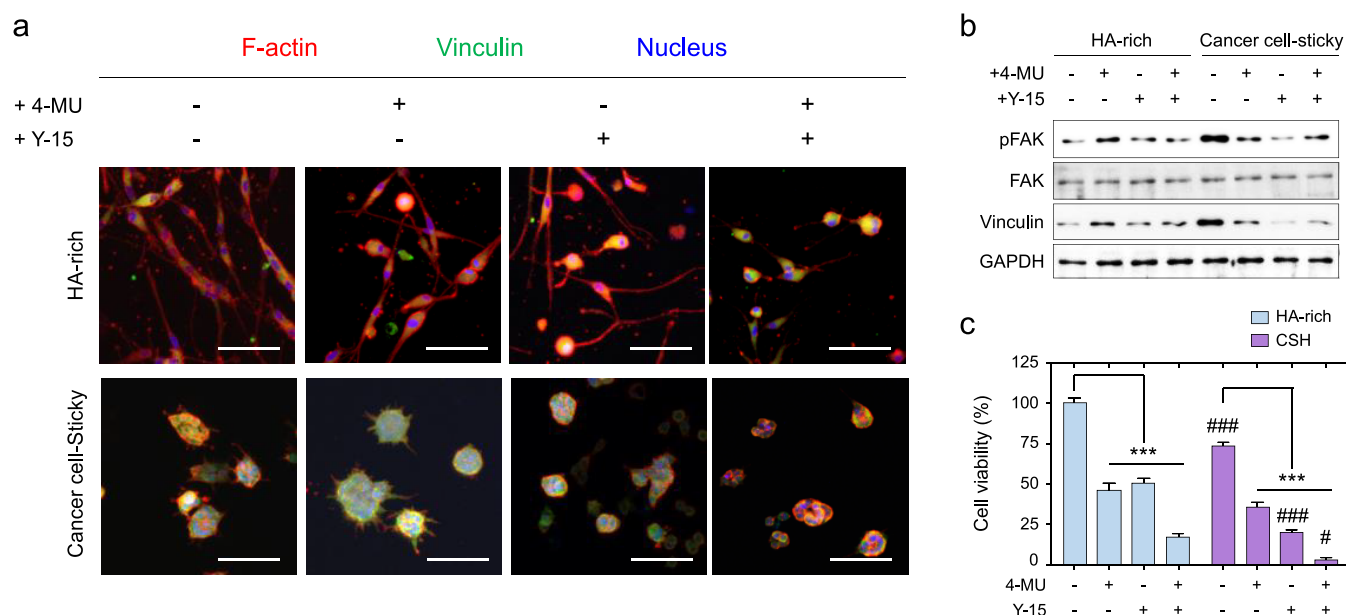 a
F-actin Vinculin Nucleus
+ 4-MU - + - +
+ Y-15 - - + +
HA-rich
Cancer cell-Sticky
b
HA-rich Cancer cell-sticky
+4-MU - + - + - + - +
+Y-15 - - + + - - + +
pFAK
FAK
Vinculin
GAPDH
c
HA-rich
CSH
Cell viability (%)
125
100
75
50
25
0
***
###
***
###
#
4-MU - + - + - + - +
Y-15 - - + + - - + +